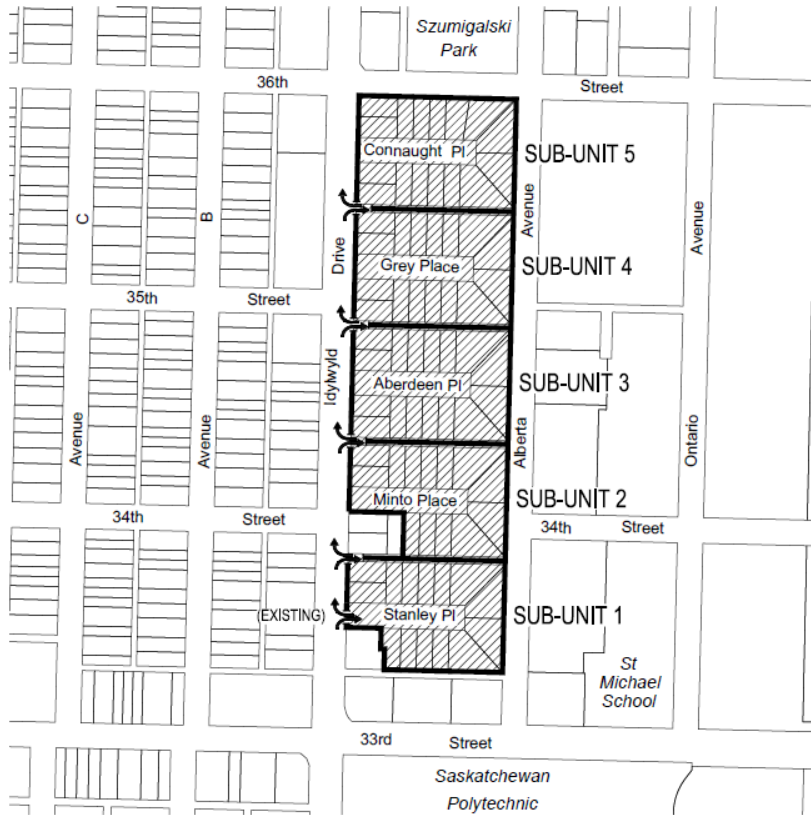 Szumigalski
Park
36th
Street
Connaught Pl
SUB-UNIT 5
C
B
Drive
Avenue
Avenue
Grey Place
SUB-UNIT 4
35th
Street
Idylwyld
Aberdeen Pl
SUB-UNIT 3
Avenue
Avenue
Alberta
Ontario
Minto Place
SUB-UNIT 2
34th
Street
34th
Street
(EXISTING)
Stanley Pl
SUB-UNIT 1
St
Michael
School
33rd
Street
Saskatchewan
Polytechnic